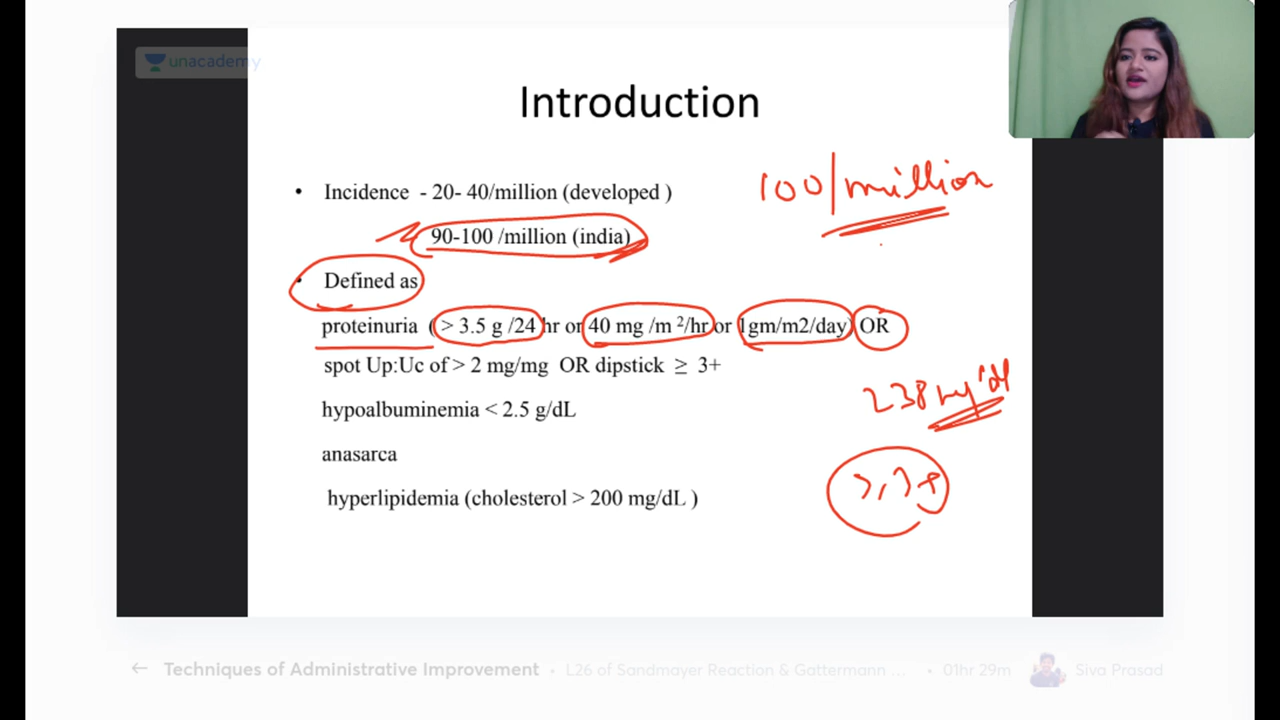 unacademy
Introduction
• Incidence - 20- 40/million (developed )
100/million
90-100 /million (india)
• Defined as
proteinuria ( > 3.5 g /24 hr or 40 mg /m ²/hr or 1gm/m2/day) OR
spot Up:Uc of > 2 mg/mg OR dipstick ≥ 3+
238 mg/dl
hypoalbuminemia < 2.5 g/dL
anasarca
hyperlipidemia (cholesterol > 200 mg/dL )
← Techniques of Administrative Improvement • L26 of Sandmayer Reaction & Gattermann ... • 01hr 29m Siva Prasad